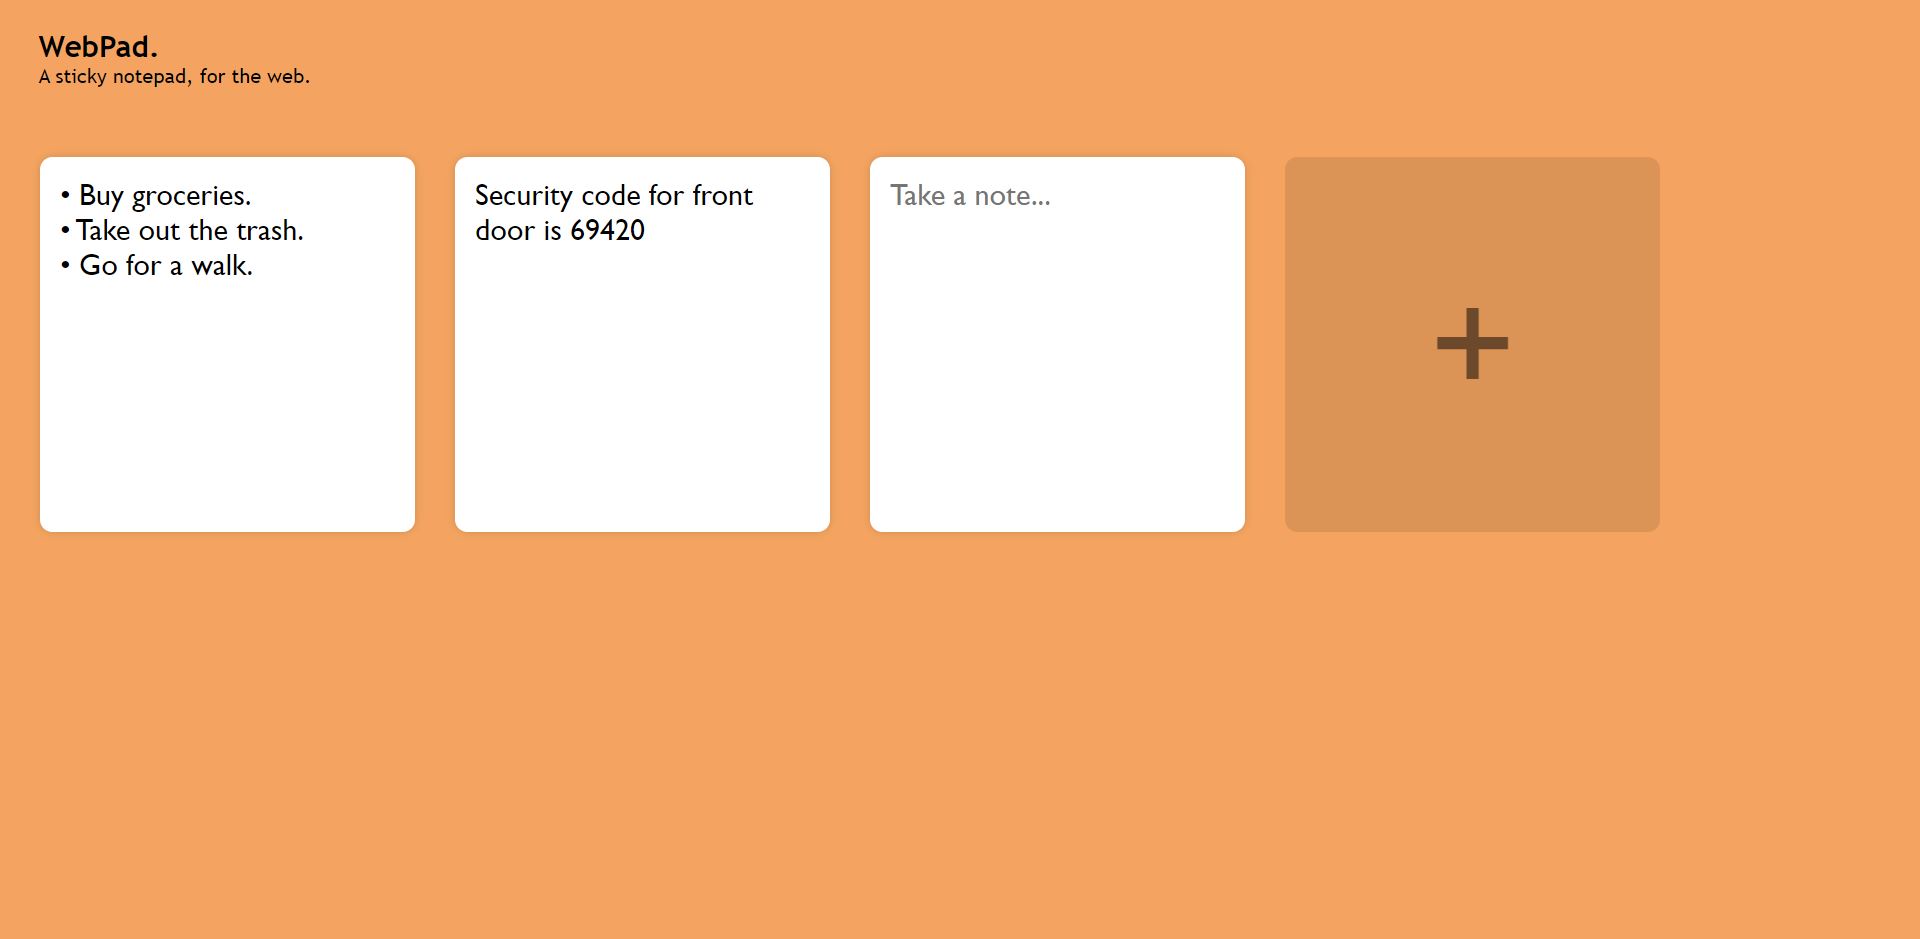 WebPad.
A sticky notepad, for the web.
• Buy groceries.
• Take out the trash.
• Go for a walk.
Security code for front
door is 69420
Take a note...
+